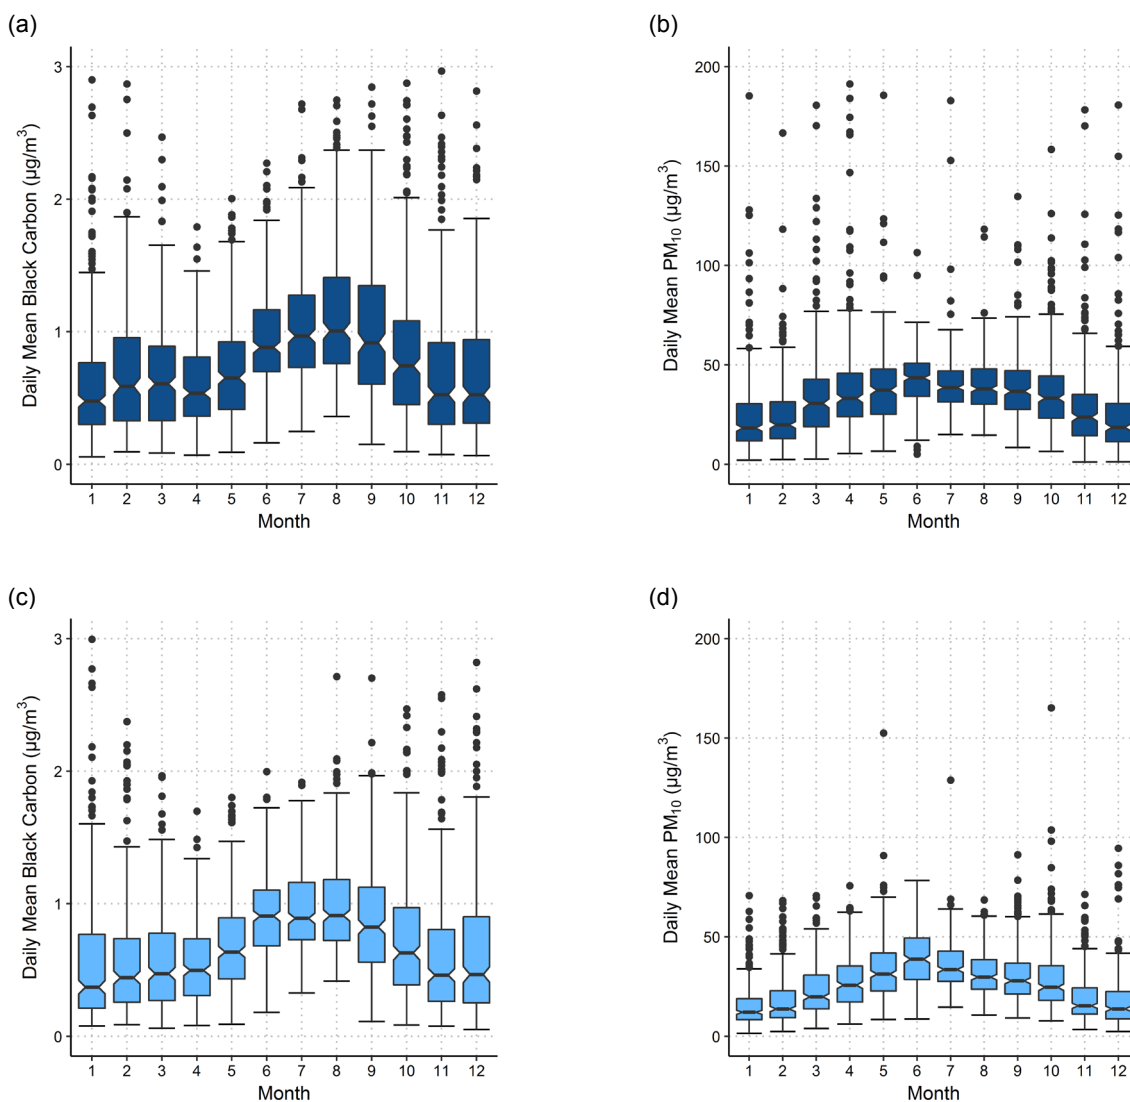 (a)
Daily Mean Black Carbon (µg/m³)
3
2
1
0
1 2 3 4 5 6 7 8 9 10 11 12
Month
(b)
Daily Mean PM₁₀ (µg/m³)
200
150
100
50
0
1 2 3 4 5 6 7 8 9 10 11 12
Month
(c)
Daily Mean Black Carbon (µg/m³)
3
2
1
0
1 2 3 4 5 6 7 8 9 10 11 12
Month
(d)
Daily Mean PM₁₀ (µg/m³)
200
150
100
50
0
1 2 3 4 5 6 7 8 9 10 11 12
Month